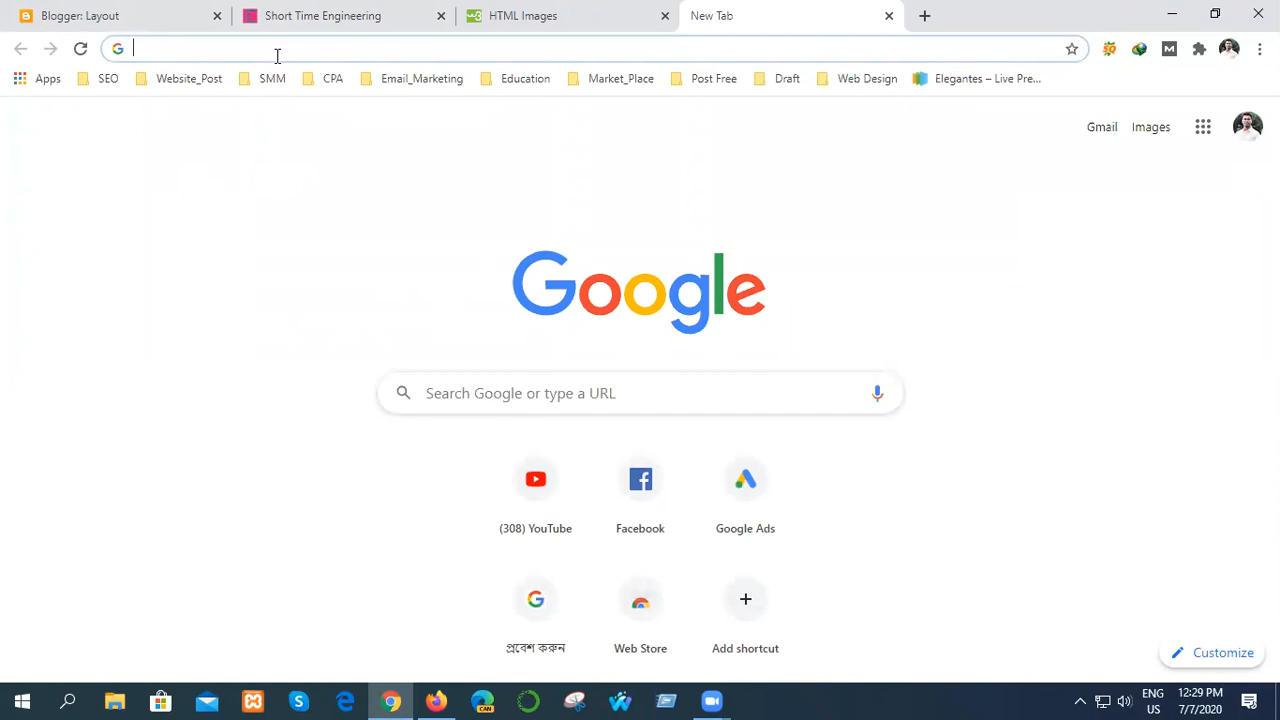 Blogger: Layout
Short Time Engineering
HTML Images
New Tab
Apps
SEO
Website_Post
SMM
CPA
Email_Marketing
Education
Market_Place
Post Free
Draft
Web Design
Elegantes – Live Pre...
Gmail
Images
Google
Search Google or type a URL
(308) YouTube
Facebook
Google Ads
প্রবেশ করুন
Web Store
Add shortcut
Customize
CAN
ENG
US
12:29 PM
7/7/2020